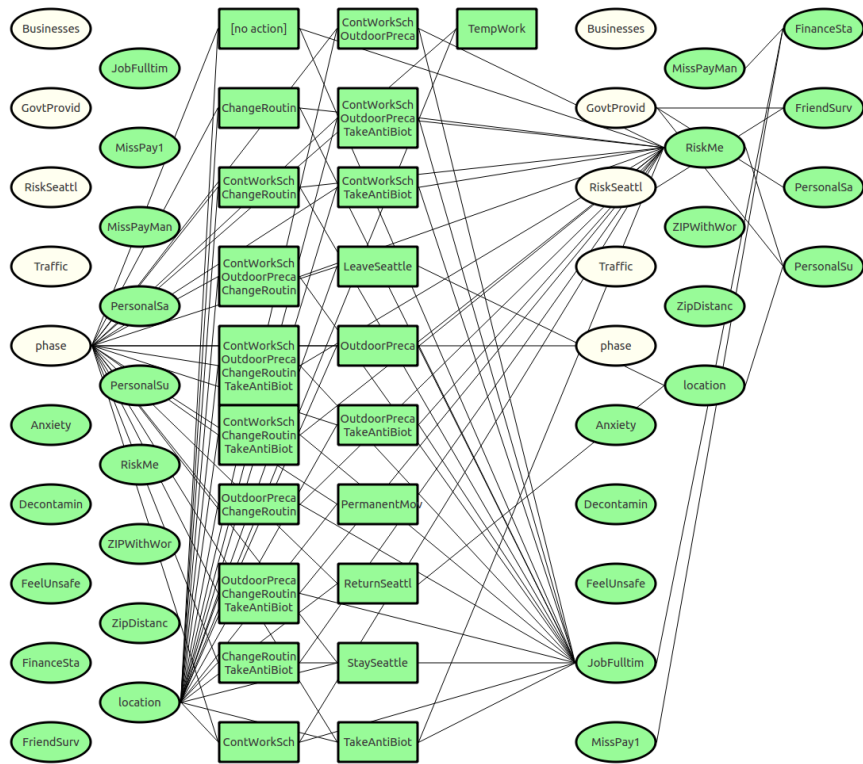 Businesses
GovtProvid
RiskSeattl
Traffic
phase
Anxiety
Decontamin
FeelUnsafe
FinanceSta
FriendSurv
JobFulltim
MissPay1
MissPayMan
PersonalSa
PersonalSu
RiskMe
ZIPWithWor
ZipDistanc
location
[no action]
ChangeRoutin
ContWorkSch
ChangeRoutin
ContWorkSch
OutdoorPreca
ChangeRoutin
ContWorkSch
OutdoorPreca
ChangeRoutin
TakeAntiBiot
ContWorkSch
ChangeRoutin
TakeAntiBiot
OutdoorPreca
ChangeRoutin
OutdoorPreca
ChangeRoutin
TakeAntiBiot
ChangeRoutin
TakeAntiBiot
ContWorkSch
ContWorkSch
OutdoorPreca
ContWorkSch
OutdoorPreca
TakeAntiBiot
ContWorkSch
TakeAntiBiot
LeaveSeattle
OutdoorPreca
OutdoorPreca
TakeAntiBiot
PermanentMov
ReturnSeattl
StaySeattle
TakeAntiBiot
TempWork
Businesses
GovtProvid
RiskSeattl
Traffic
phase
Anxiety
Decontamin
FeelUnsafe
JobFulltim
MissPay1
MissPayMan
RiskMe
ZIPWithWor
ZipDistanc
location
FinanceSta
FriendSurv
PersonalSa
PersonalSu